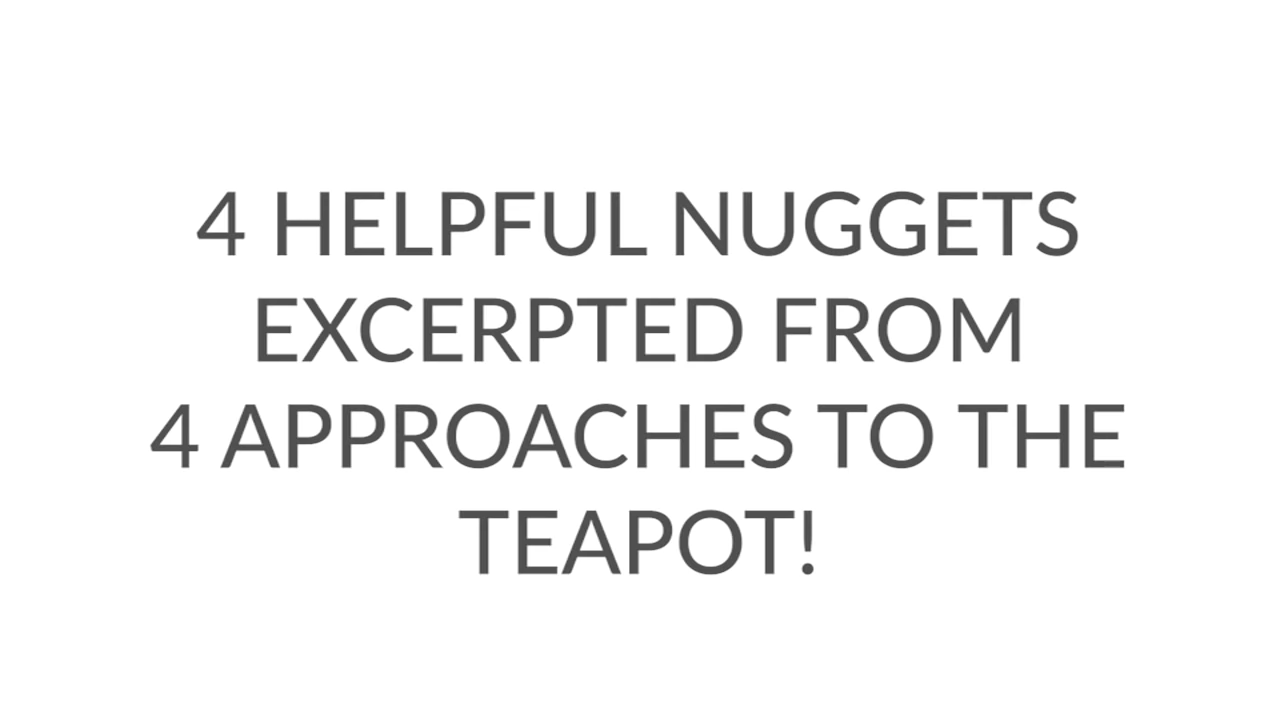 4 HELPFUL NUGGETS
EXCERPTED FROM
4 APPROACHES TO THE
TEAPOT!